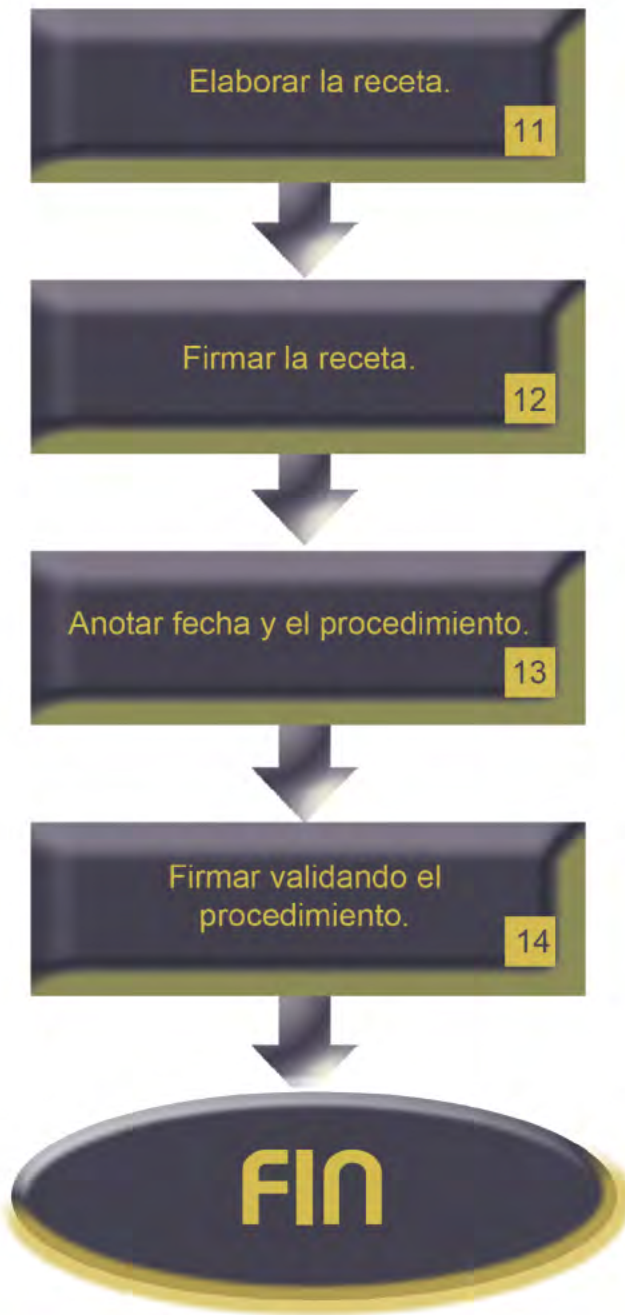 Elaborar la receta.
11
Firmar la receta.
12
Anotar fecha y el procedimiento.
13
Firmar validando el
procedimiento.
14
FIN